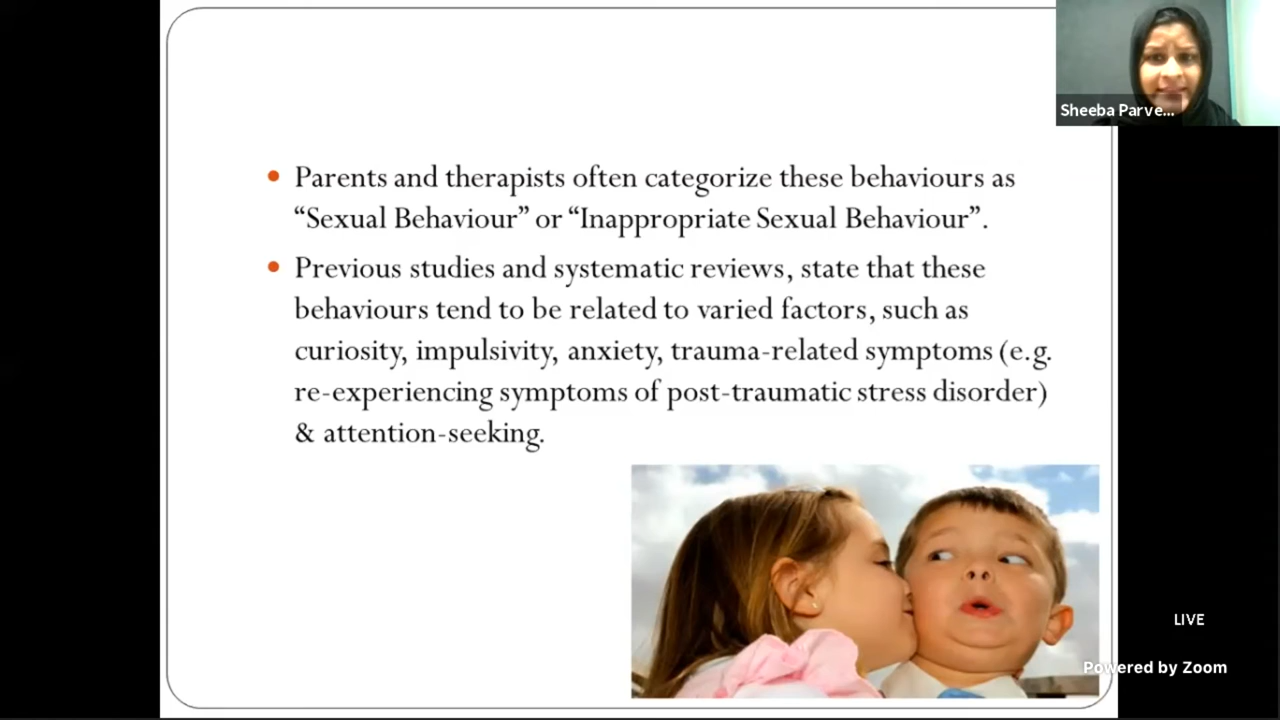 Sheeba Parve...
• Parents and therapists often categorize these behaviours as
“Sexual Behaviour” or “Inappropriate Sexual Behaviour”.
• Previous studies and systematic reviews, state that these
behaviours tend to be related to varied factors, such as
curiosity, impulsivity, anxiety, trauma-related symptoms (e.g.
re-experiencing symptoms of post-traumatic stress disorder)
& attention-seeking.
LIVE
Powered by Zoom